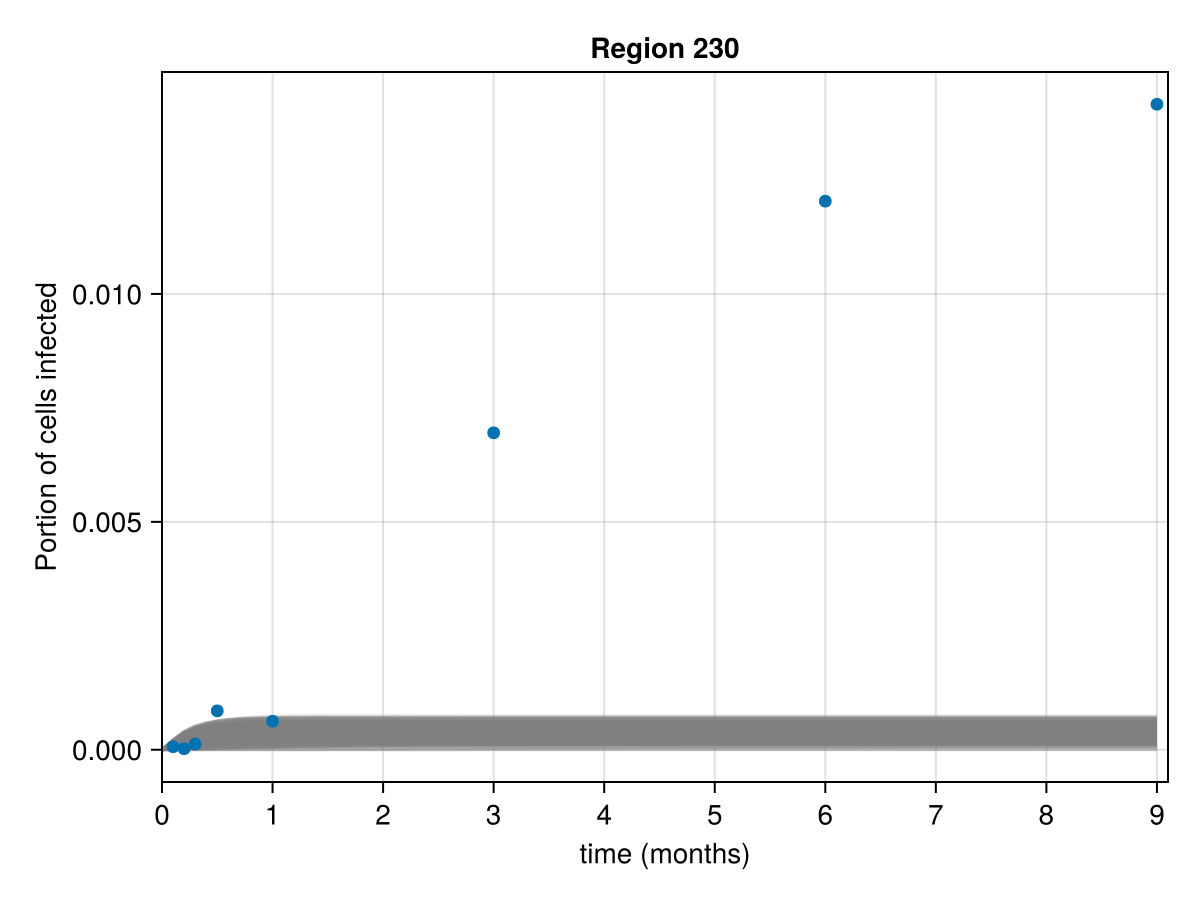 Region 230
Portion of cells infected
0.010
0.005
0.000
0 1 2 3 4 5 6 7 8 9
time (months)